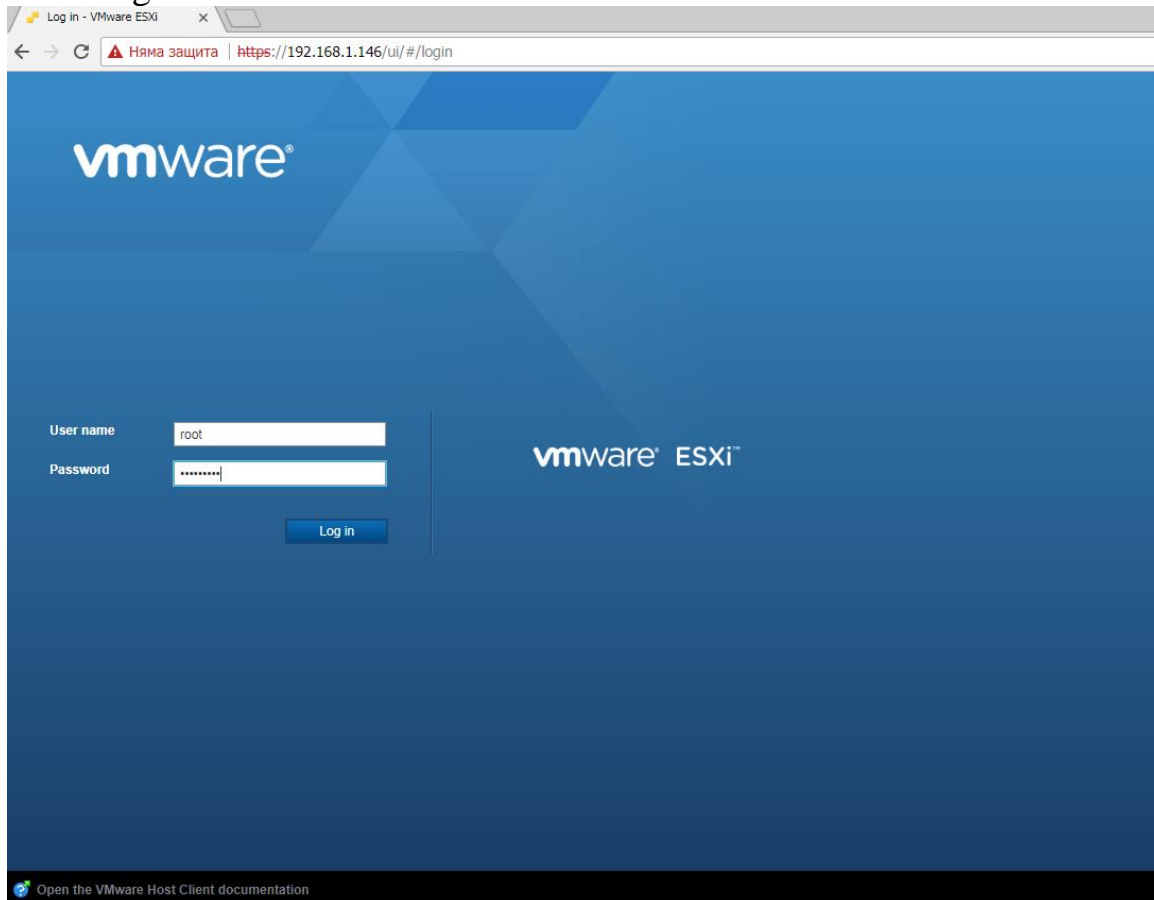 Log in - VMware ESXi
Няма защита | https://192.168.1.146/ui/#/login
vmware®
User name root
Password •••••••••
Log in
vmware® ESXi™
Open the VMware Host Client documentation